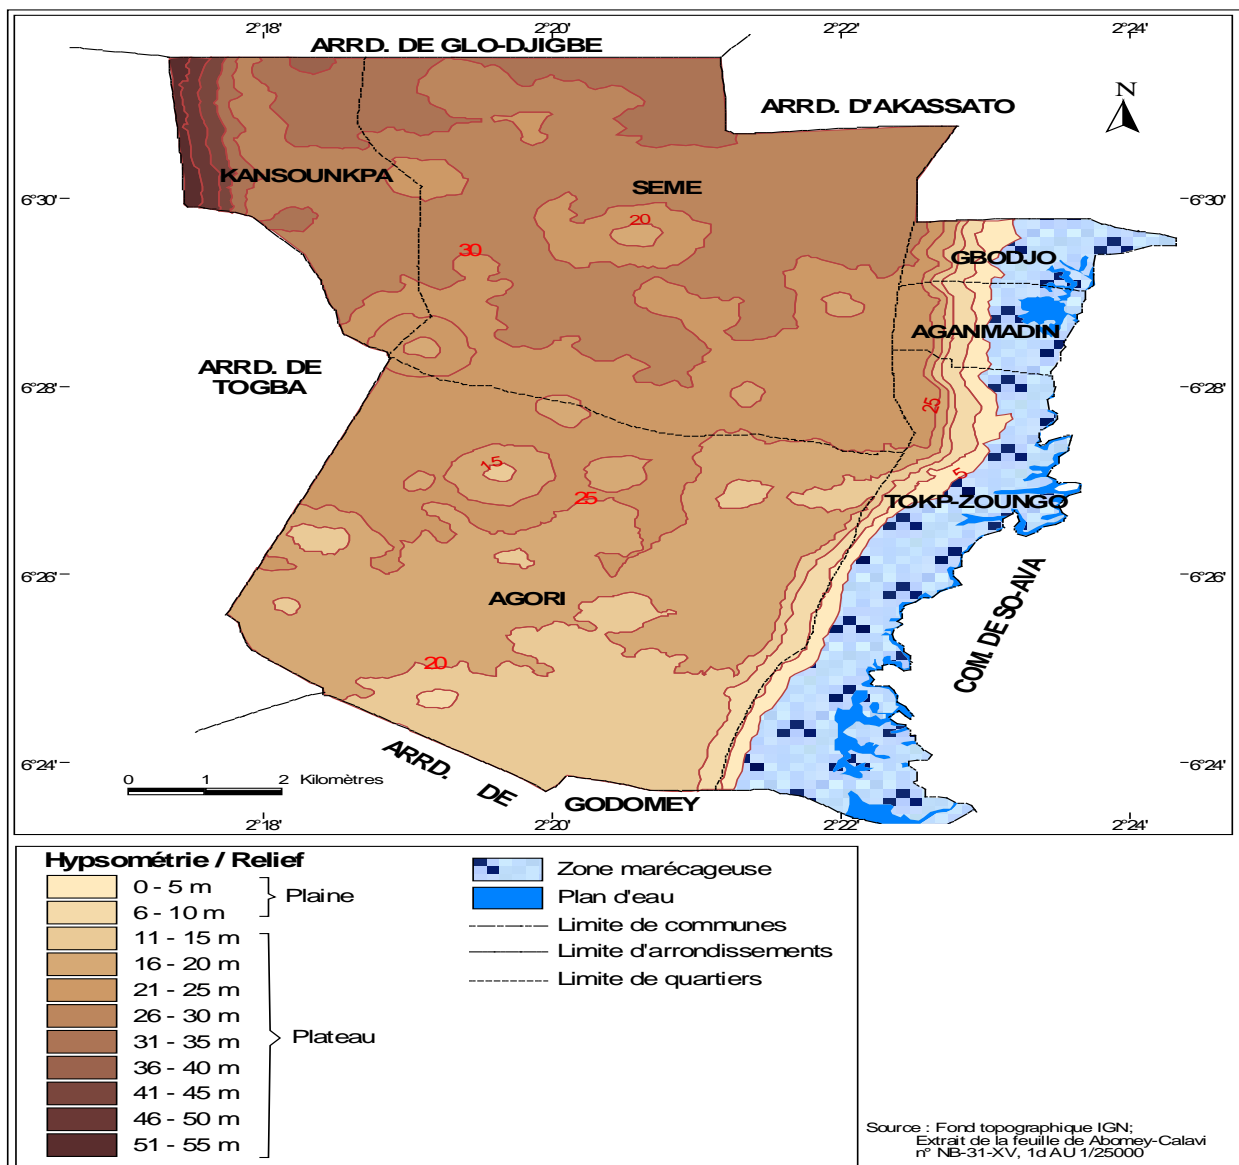 2°18' 2°20' 2°22' 2°24'
ARRD. DE GLO-DJIGBE
ARRD. D'AKASSATO
N
KANSOUNKPA
SEME
6°30' 6°30'
20
30
GBODJO
AGANMADIN
ARRD. DE
TOGBA
6°28' 6°28'
25
15
5
25
TOKP-ZOUNGO
6°26' 6°26'
AGORI
COM. DE SO-AVA
20
ARRD. DE
GODOMEY
6°24' 6°24'
0 1 2 Kilomètres
2°18' 2°20' 2°22' 2°24'
Hypsométrie / Relief
0 - 5 m
6 - 10 m
Plaine
11 - 15 m
16 - 20 m
21 - 25 m
26 - 30 m
31 - 35 m
36 - 40 m
41 - 45 m
46 - 50 m
51 - 55 m
Plateau
Zone marécageuse
Plan d'eau
Limite de communes
Limite d'arrondissements
Limite de quartiers
Source : Fond topographique IGN;
Extrait de la feuille de Abomey-Calavi
n° NB-31-XV, 1d AU 1/25000